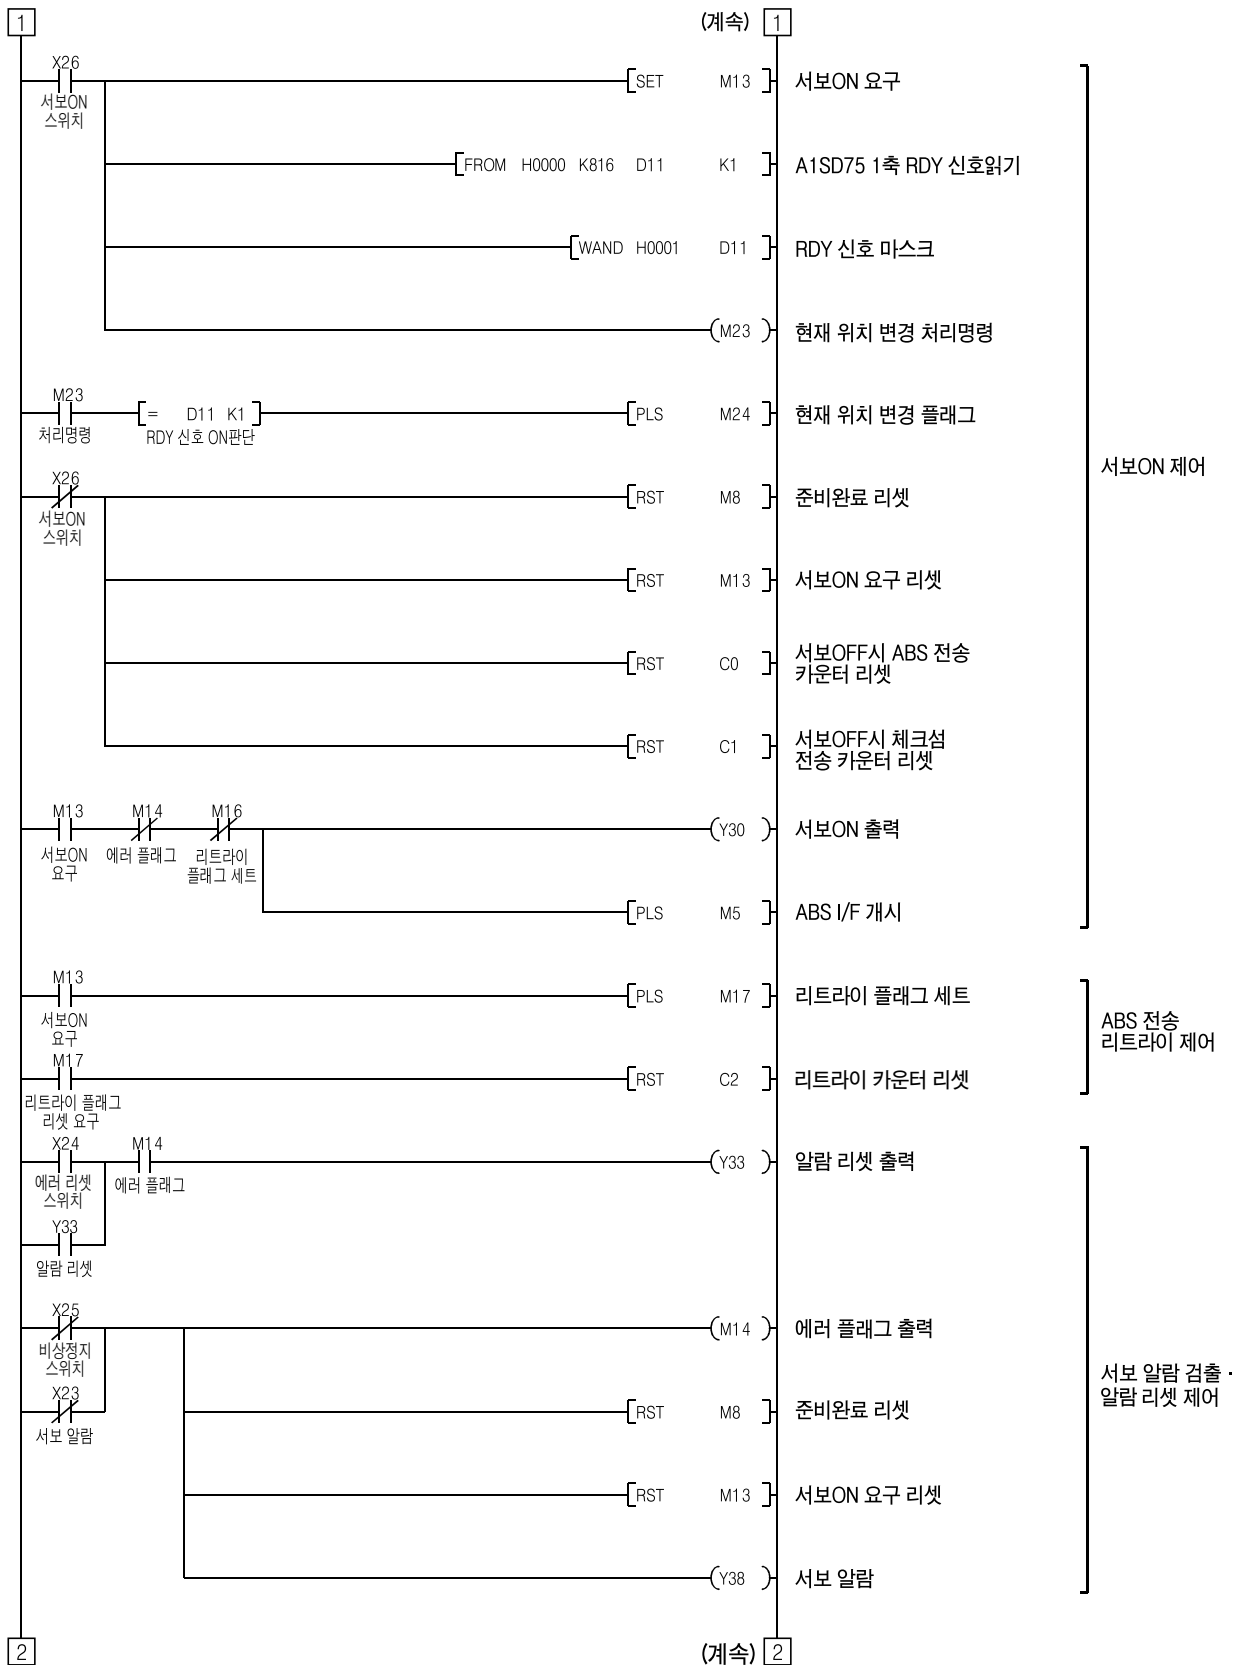 1 (계속) 1
X26
서보ON
스위치
SET M13 서보ON 요구
FROM H0000 K816 D11 K1 A1SD75 1축 RDY 신호읽기
WAND H0001 D11 RDY 신호 마스크
M23 현재 위치 변경 처리명령
M23
처리명령
= D11 K1
RDY 신호 ON판단
PLS M24 현재 위치 변경 플래그
서보ON 제어
X26
서보ON
스위치
RST M8 준비완료 리셋
RST M13 서보ON 요구 리셋
RST C0 서보OFF시 ABS 전송
카운터 리셋
RST C1 서보OFF시 체크섬
전송 카운터 리셋
M13 M14 M16
서보ON
요구
에러 플래그
리트라이
플래그 세트
Y30 서보ON 출력
PLS M5 ABS I/F 개시
M13
서보ON
요구
PLS M17 리트라이 플래그 세트
ABS 전송
리트라이 제어
M17
리트라이 플래그
리셋 요구
RST C2 리트라이 카운터 리셋
X24 M14
에러 리셋
스위치
에러 플래그
Y33 알람 리셋 출력
Y33
알람 리셋
X25
비상정지
스위치
M14 에러 플래그 출력
서보 알람 검출 ·
알람 리셋 제어
X23
서보 알람
RST M8 준비완료 리셋
RST M13 서보ON 요구 리셋
Y38 서보 알람
2 (계속) 2